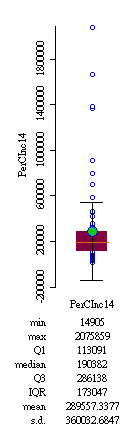 1800000
1400000
1000000
600000
200000
-200000
PerCInc14
PerCInc14
min 14905
max 2075859
Q1 113091
median 190382
Q3 286138
IQR 173047
mean 289557.3377
s.d. 360032.6847